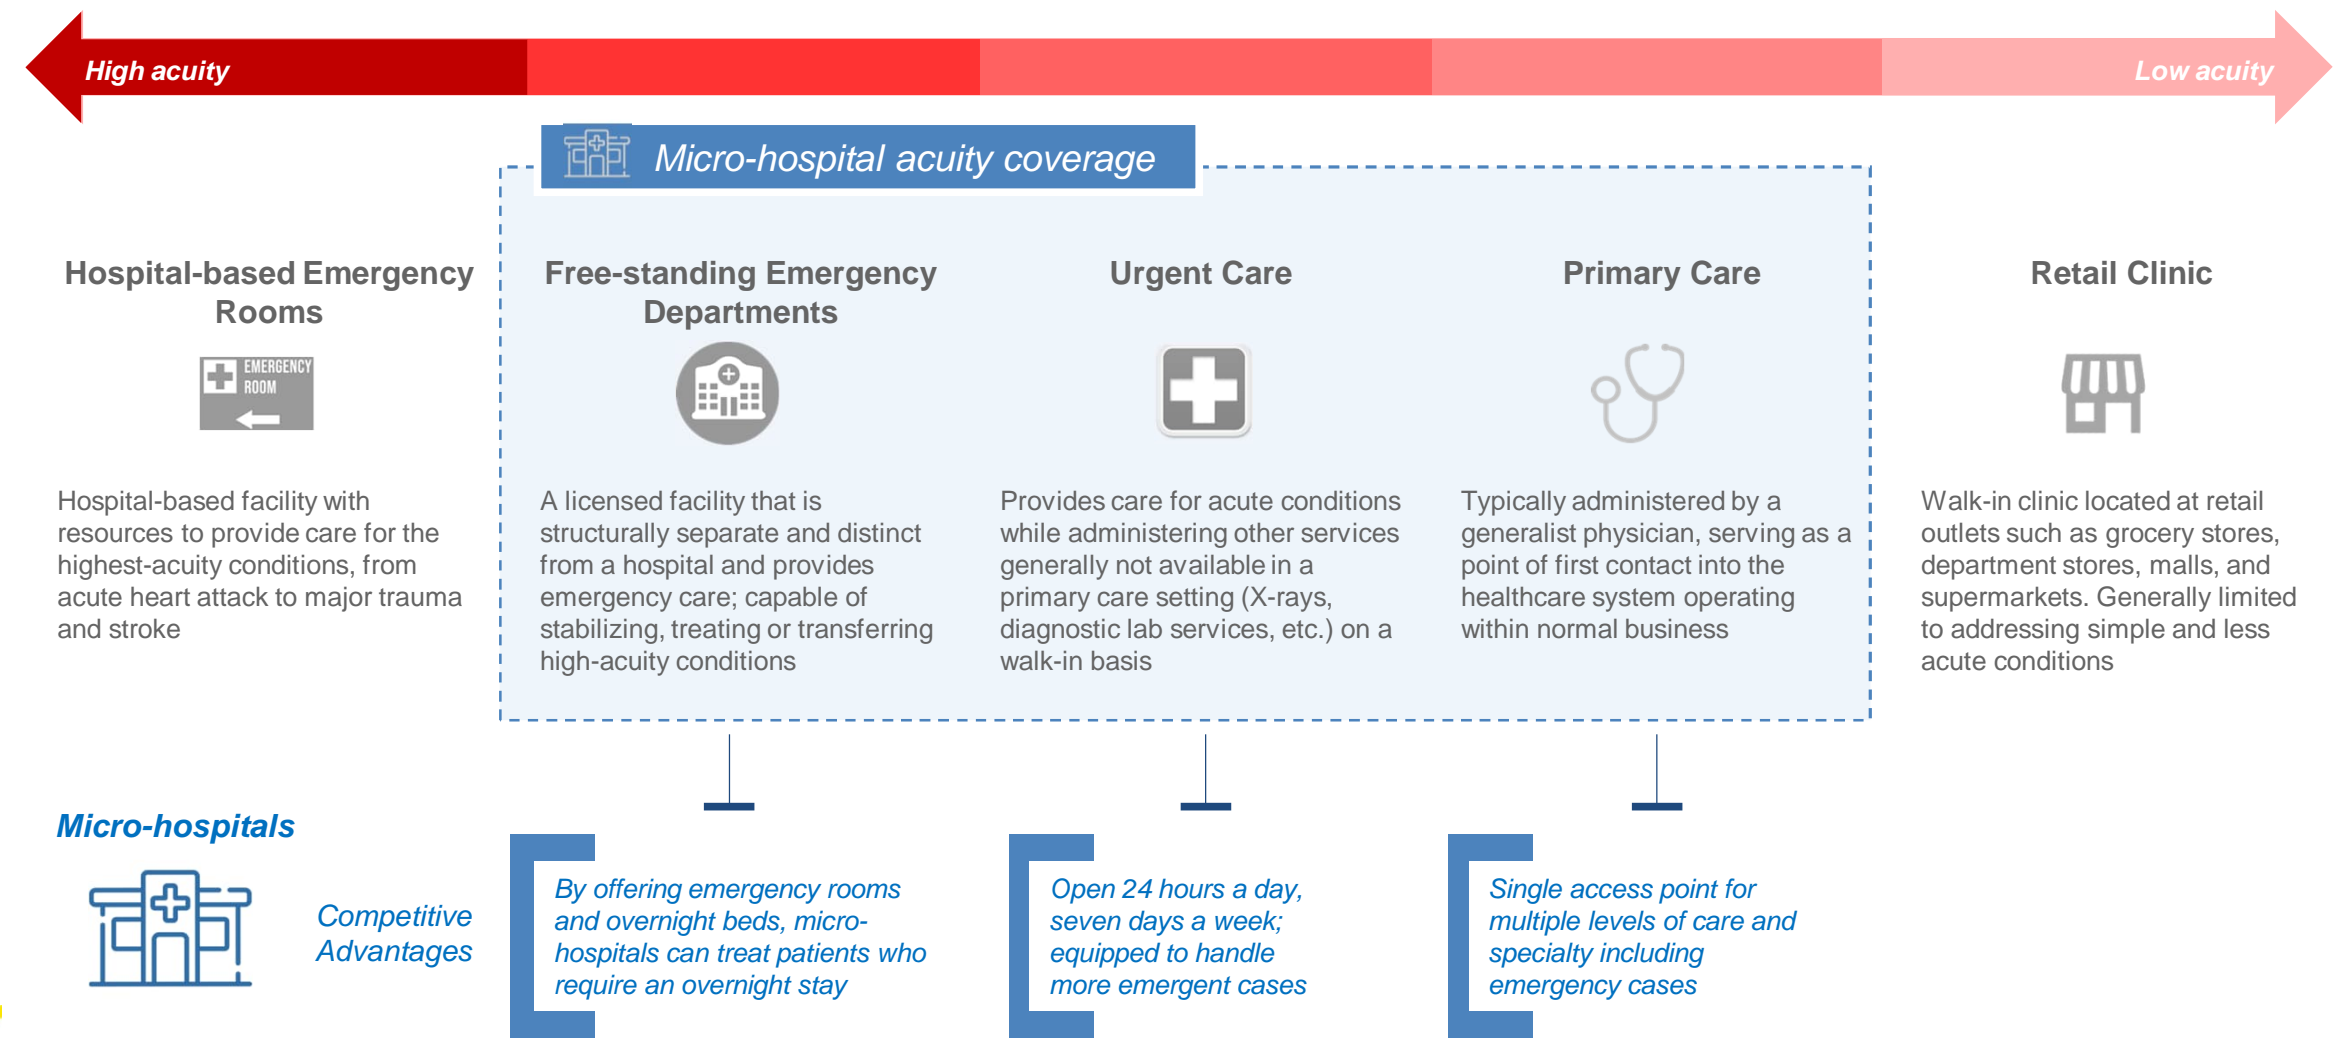 High acuity
Low acuity
Micro-hospital acuity coverage
Hospital-based Emergency
Rooms
EMERGENCY
ROOM
Hospital-based facility with
resources to provide care for the
highest-acuity conditions, from
acute heart attack to major trauma
and stroke
Free-standing Emergency
Departments
A licensed facility that is
structurally separate and distinct
from a hospital and provides
emergency care; capable of
stabilizing, treating or transferring
high-acuity conditions
Urgent Care
Provides care for acute conditions
while administering other services
generally not available in a
primary care setting (X-rays,
diagnostic lab services, etc.) on a
walk-in basis
Primary Care
Typically administered by a
generalist physician, serving as a
point of first contact into the
healthcare system operating
within normal business
Retail Clinic
Walk-in clinic located at retail
outlets such as grocery stores,
department stores, malls, and
supermarkets. Generally limited
to addressing simple and less
acute conditions
Micro-hospitals
Competitive
Advantages
By offering emergency rooms
and overnight beds, micro-
hospitals can treat patients who
require an overnight stay
Open 24 hours a day,
seven days a week;
equipped to handle
more emergent cases
Single access point for
multiple levels of care and
specialty including
emergency cases